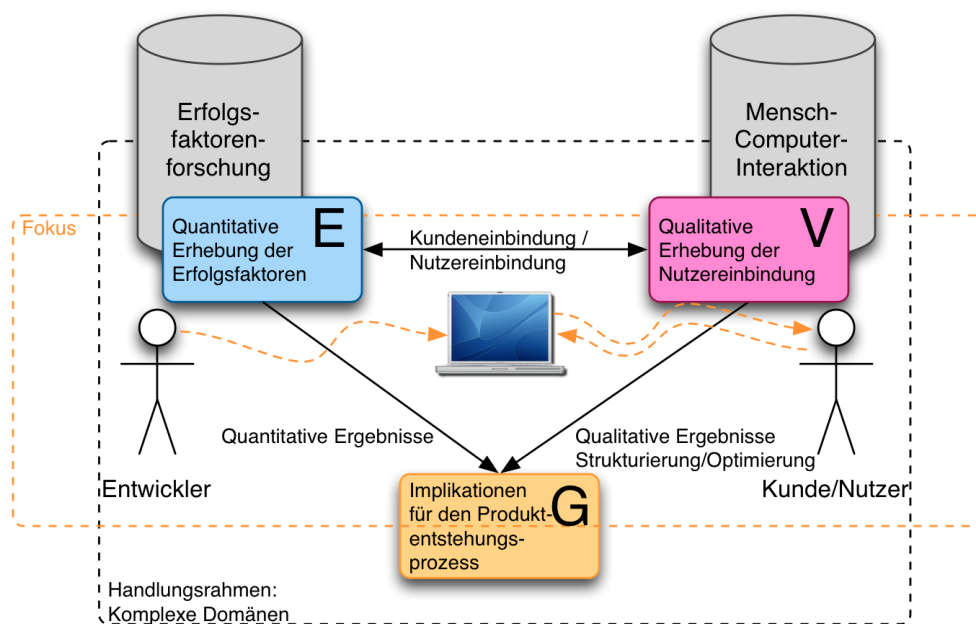 Erfolgs-
faktoren-
forschung
Mensch-
Computer-
Interaktion
Fokus
Quantitative
Erhebung der
Erfolgsfaktoren
E
Kundeneinbindung /
Nutzereinbindung
Qualitative
Erhebung der
Nutzereinbindung
V
Quantitative Ergebnisse
Qualitative Ergebnisse
Strukturierung/Optimierung
Entwickler
Kunde/Nutzer
Implikationen
für den Produkt-
entstehungs-
prozess
G
Handlungsrahmen:
Komplexe Domänen